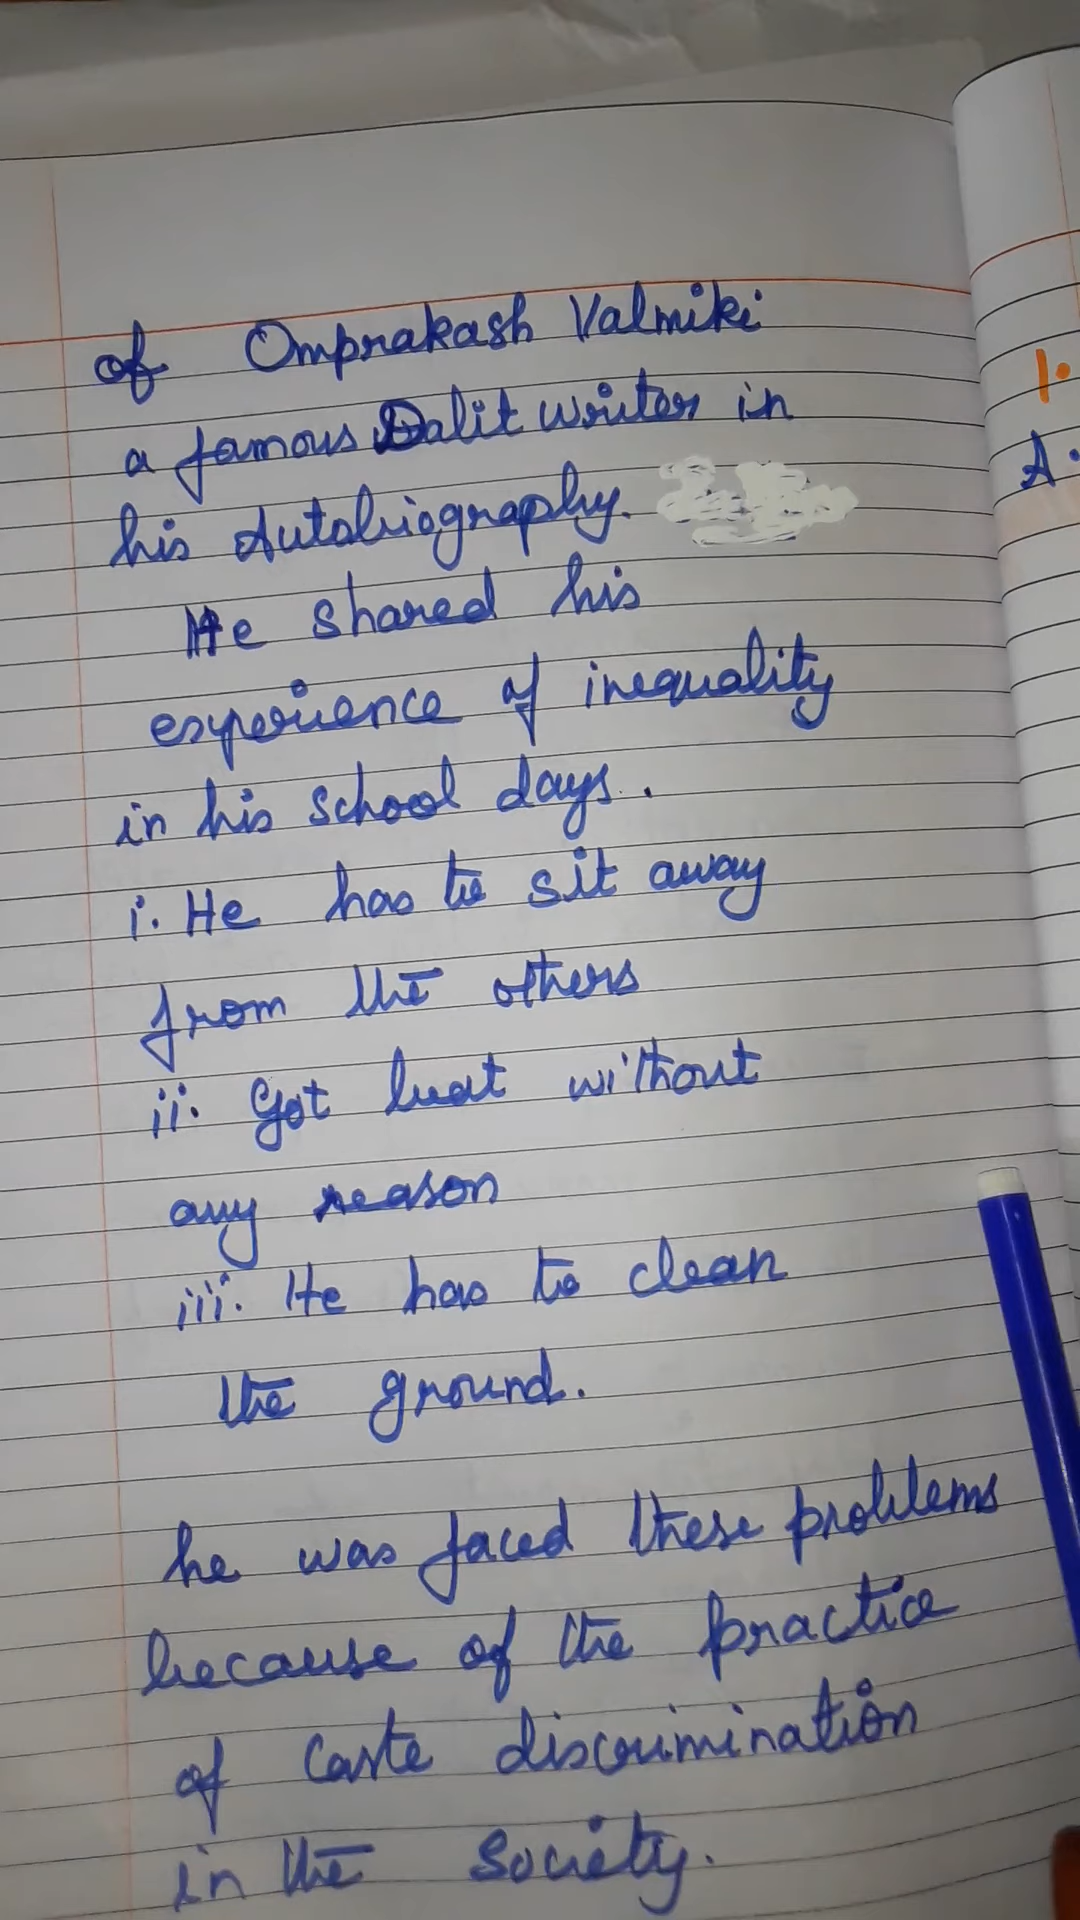 of Omprakash Valmiki
a famous Dalit writer in
his Autobiography.
He shared his
experience of inequality
in his school days.
i. He has to sit away
from the others
ii. Got beat without
any reason
iii. He has to clean
the ground.
he was faced these problems
because of the practice
of caste discrimination
in the society.
1.
A.